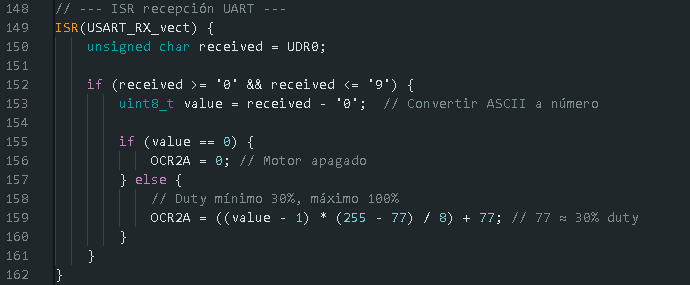 148 // --- ISR recepción UART ---
149 ISR(USART_RX_vect) {
150     unsigned char received = UDR0;
151
152     if (received >= '0' && received <= '9') {
153         uint8_t value = received - '0';  // Convertir ASCII a número
154
155         if (value == 0) {
156             OCR2A = 0; // Motor apagado
157         } else {
158             // Duty mínimo 30%, máximo 100%
159             OCR2A = ((value - 1) * (255 - 77) / 8) + 77; // 77 ≈ 30% duty
160         }
161     }
162 }